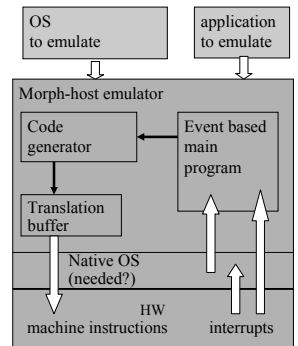 OS
to emulate
application
to emulate
Morph-host emulator
Code
generator
Event based
main
program
Translation
buffer
Native OS
(needed?)
HW
machine instructions
interrupts